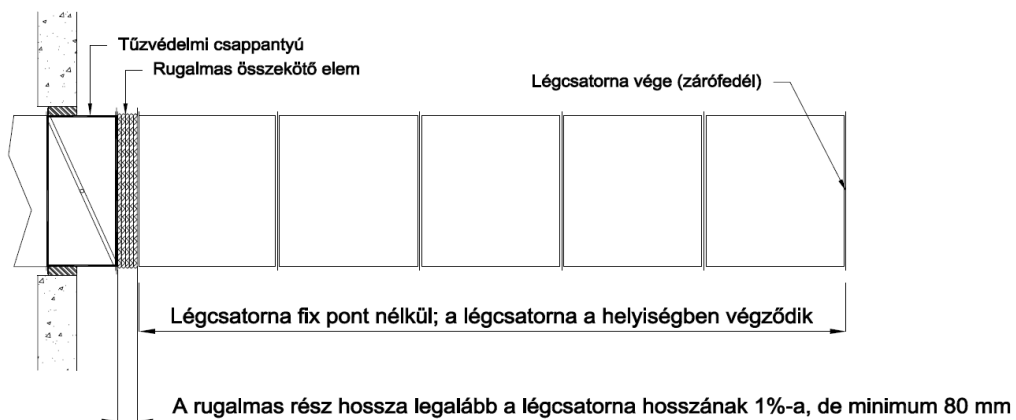 Tűzvédelmi csappantyú
Rugalmas összekötő elem
Légcsatorna vége (zárófedél)
Légcsatorna fix pont nélkül; a légcsatorna a helyiségben végződik
A rugalmas rész hossza legalább a légcsatorna hosszának 1%-a, de minimum 80 mm